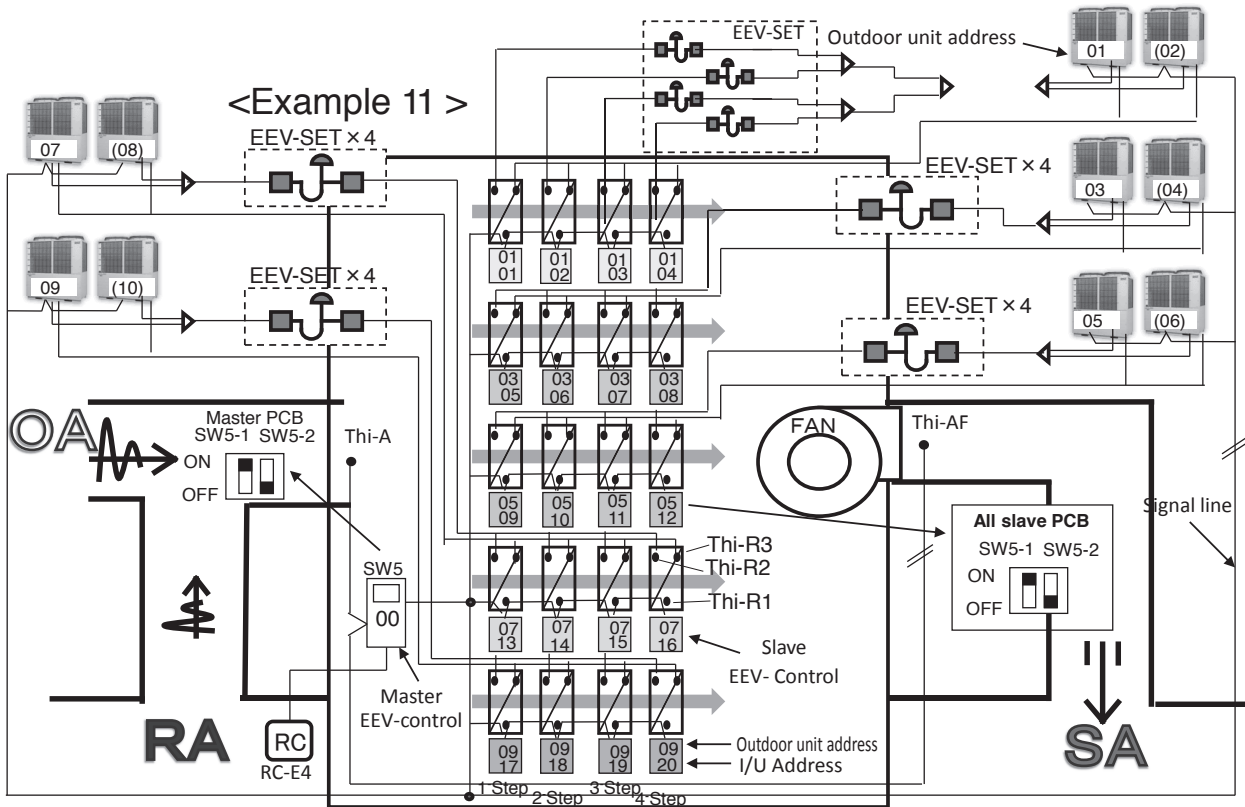 EEV-SET
Outdoor unit address
01
(02)
<Example 11 >
07
(08)
EEV-SET × 4
EEV-SET × 4
03
(04)
01
01
01
02
01
03
01
04
09
(10)
EEV-SET × 4
EEV-SET × 4
05
(06)
03
05
03
06
03
07
03
08
OA
Master PCB
SW5-1 SW5-2
ON
OFF
Thi-A
FAN
Thi-AF
05
09
05
10
05
11
05
12
Signal line
All slave PCB
SW5-1 SW5-2
ON
OFF
Thi-R3
Thi-R2
Thi-R1
SW5
00
07
13
07
14
07
15
07
16
Slave
EEV- Control
Master
EEV-control
RA
RC
RC-E4
09
17
09
18
09
19
09
20
Outdoor unit address
I/U Address
SA
1 Step
2 Step
3 Step
4 Step